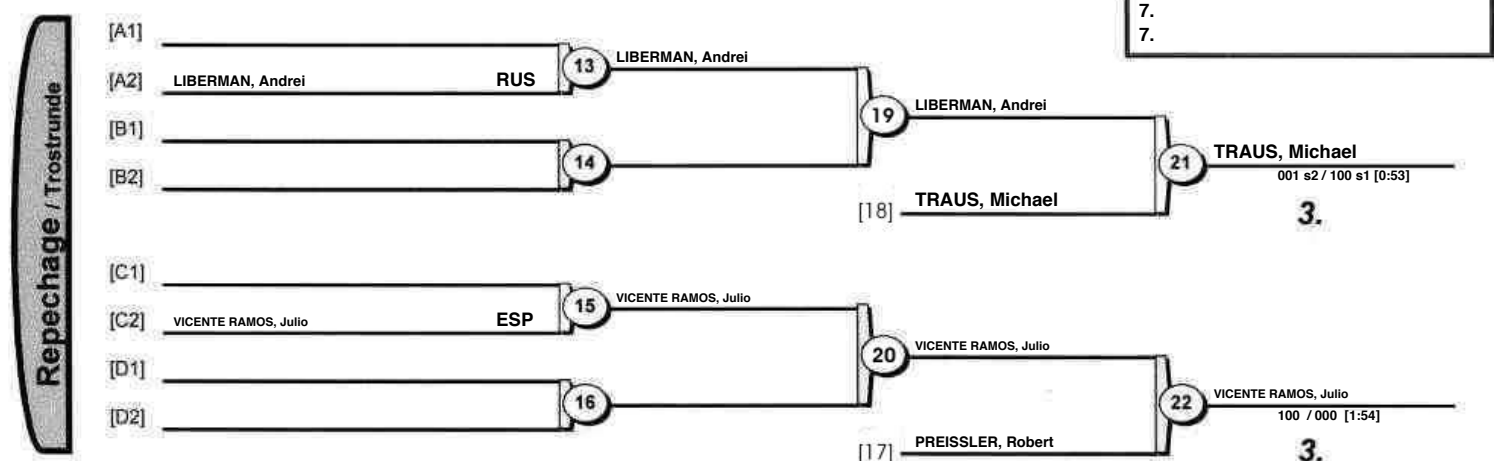 7.
7.
Repechage / Trostrunde
[A1]
[A2] LIBERMAN, Andrei RUS
13
LIBERMAN, Andrei
[B1]
[B2]
14
19
LIBERMAN, Andrei
[18] TRAUS, Michael
21
TRAUS, Michael
001 s2 / 100 s1 [0:53]
3.
[C1]
[C2] VICENTE RAMOS, Julio ESP
15
VICENTE RAMOS, Julio
[D1]
[D2]
16
20
VICENTE RAMOS, Julio
[17] PREISSLER, Robert
22
VICENTE RAMOS, Julio
100 / 000 [1:54]
3.